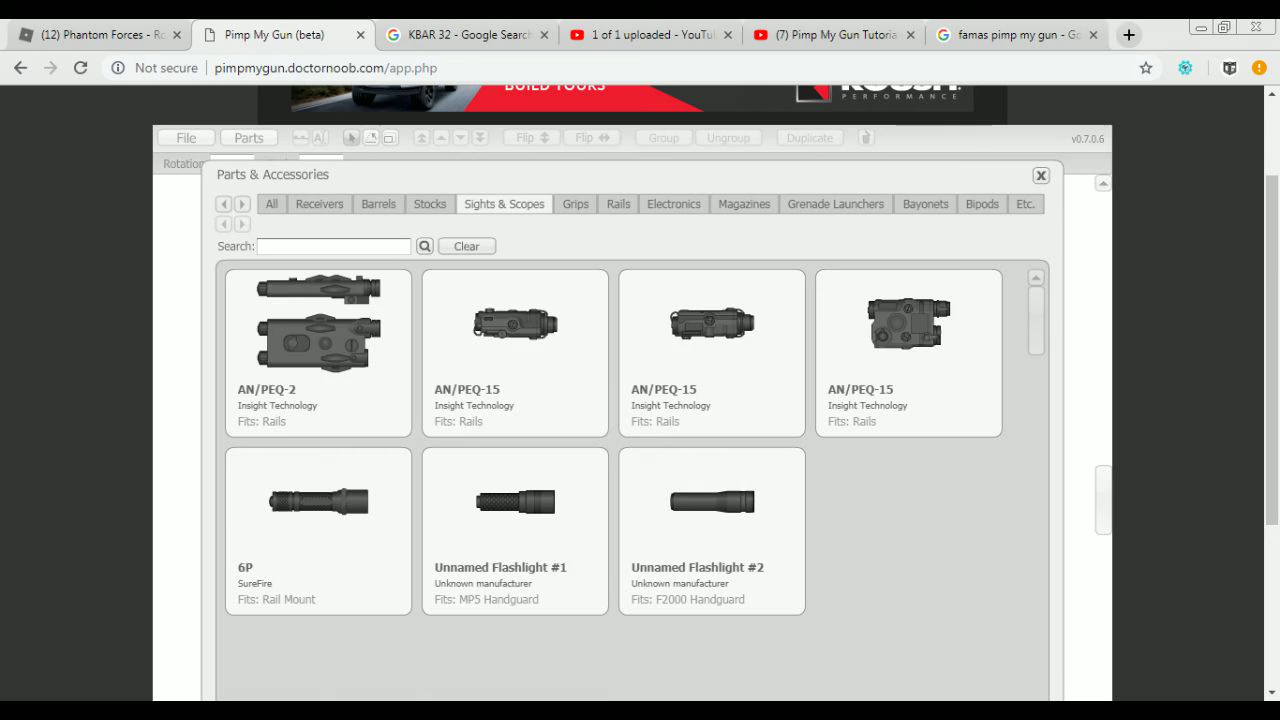 (12) Phantom Forces - Ro
Pimp My Gun (beta)
KBAR 32 - Google Search
1 of 1 uploaded - YouTu
(7) Pimp My Gun Tutoria
famas pimp my gun - Go
Not secure
pimpmygun.doctornoob.com/app.php
BUILD YOURS
PERFORMANCE
File
Parts
Flip
Flip
Group
Ungroup
Duplicate
v0.7.0.6
Rotation
Parts & Accessories
All
Receivers
Barrels
Stocks
Sights & Scopes
Grips
Rails
Electronics
Magazines
Grenade Launchers
Bayonets
Bipods
Etc.
Search:
Clear
AN/PEQ-2
Insight Technology
Fits: Rails
AN/PEQ-15
Insight Technology
Fits: Rails
AN/PEQ-15
Insight Technology
Fits: Rails
AN/PEQ-15
Insight Technology
Fits: Rails
6P
SureFire
Fits: Rail Mount
Unnamed Flashlight #1
Unknown manufacturer
Fits: MP5 Handguard
Unnamed Flashlight #2
Unknown manufacturer
Fits: F2000 Handguard